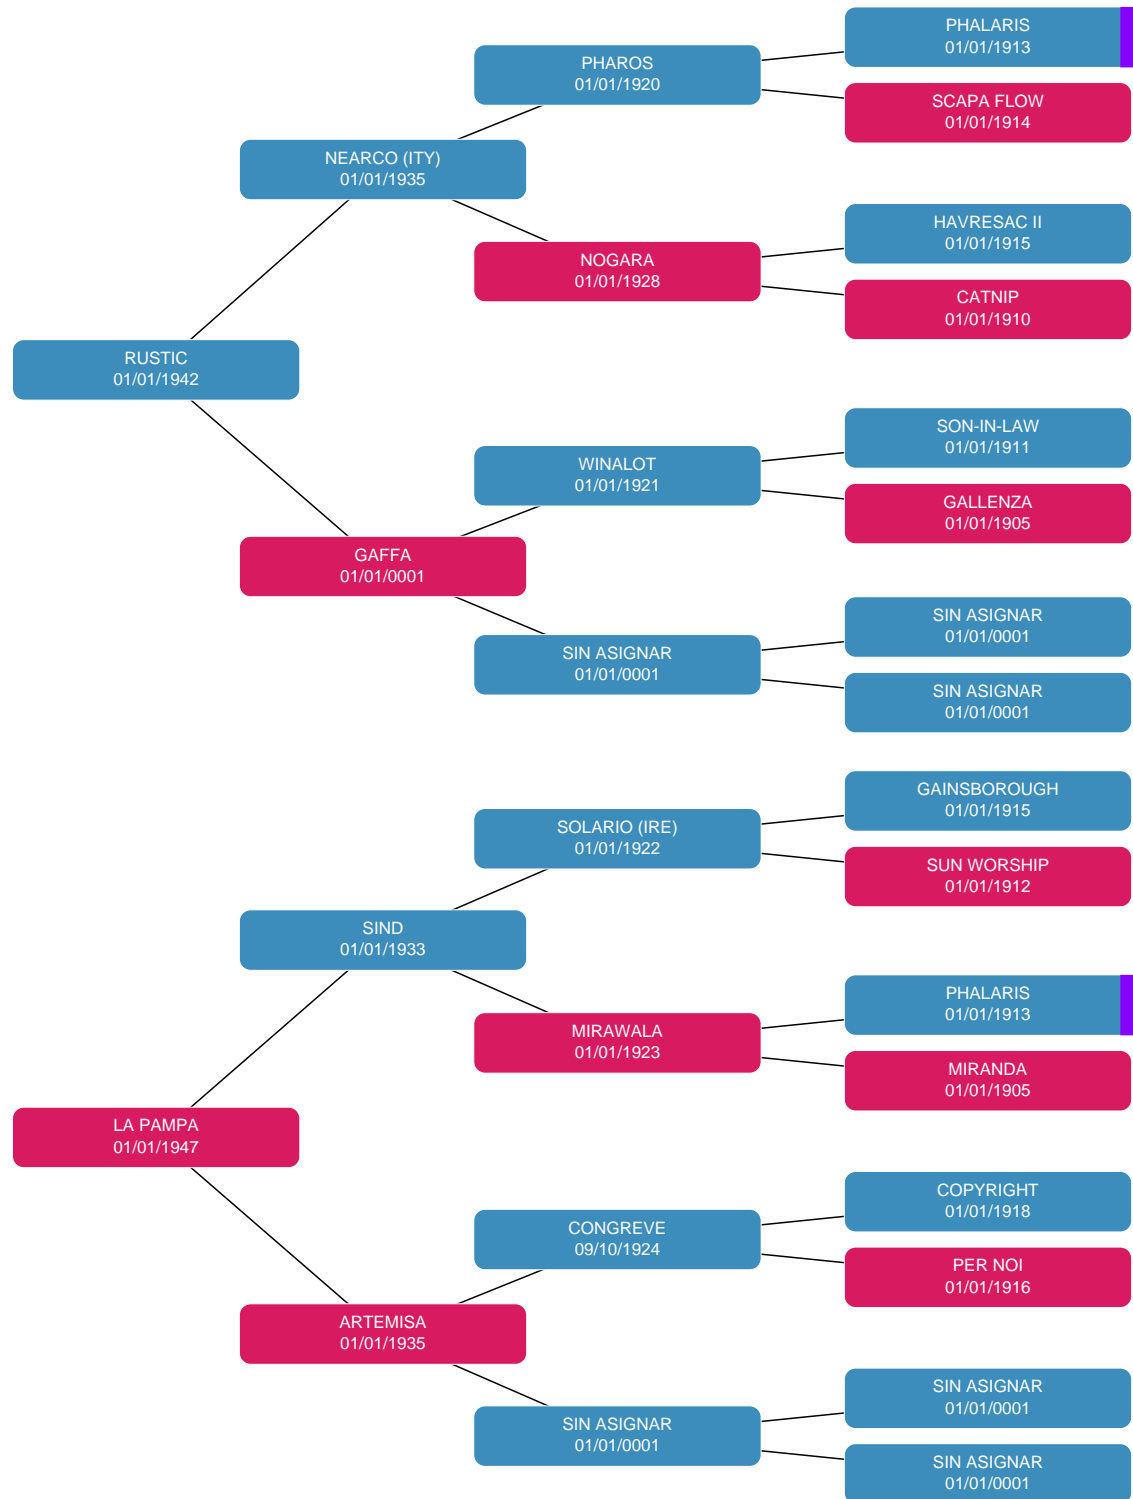 PHALARIS
01/01/1913
PHAROS
01/01/1920
SCAPA FLOW
01/01/1914
NEARCO (ITY)
01/01/1935
HAVRESAC II
01/01/1915
NOGARA
01/01/1928
CATNIP
01/01/1910
RUSTIC
01/01/1942
SON-IN-LAW
01/01/1911
WINALOT
01/01/1921
GALLENZA
01/01/1905
GAFFA
01/01/0001
SIN ASIGNAR
01/01/0001
SIN ASIGNAR
01/01/0001
SIN ASIGNAR
01/01/0001
GAINSBOROUGH
01/01/1915
SOLARIO (IRE)
01/01/1922
SUN WORSHIP
01/01/1912
SIND
01/01/1933
PHALARIS
01/01/1913
MIRAWALA
01/01/1923
MIRANDA
01/01/1905
LA PAMPA
01/01/1947
COPYRIGHT
01/01/1918
CONGREVE
09/10/1924
PER NOI
01/01/1916
ARTEMISA
01/01/1935
SIN ASIGNAR
01/01/0001
SIN ASIGNAR
01/01/0001
SIN ASIGNAR
01/01/0001